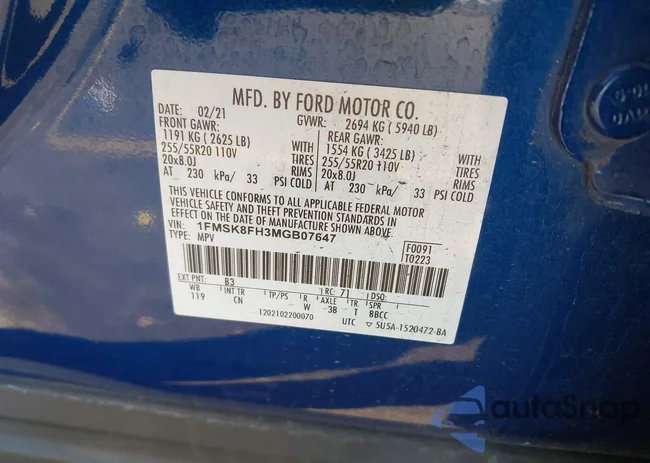 MFD. BY FORD MOTOR CO.
DATE: 02/21 GVWR: 2694 KG ( 5940 LB)
FRONT GAWR: REAR GAWR:
1191 KG ( 2625 LB) WITH 1554 KG ( 3425 LB) WITH
255/55R20 110V TIRES 255/55R20 110V TIRES
20x8.0J RIMS 20x8.0J RIMS
AT 230 kPa/ 33 PSI COLD AT 230 kPa/ 33 PSI COLD
THIS VEHICLE CONFORMS TO ALL APPLICABLE FEDERAL MOTOR
VEHICLE SAFETY AND THEFT PREVENTION STANDARDS IN
EFFECT ON THE DATE OF MANUFACTURE SHOWN ABOVE.
VIN: 1FMSK8FH3MGB07647
TYPE: MPV
F0091
T0223
EXT PNT: B3 RC: 71 DSO:
WB INT TR TP/PS R AXLE TR SPR
119 CN W -3B T BBCC
1202102200070 UTC ▽ 5U5A-1520472-BA
autoSnap